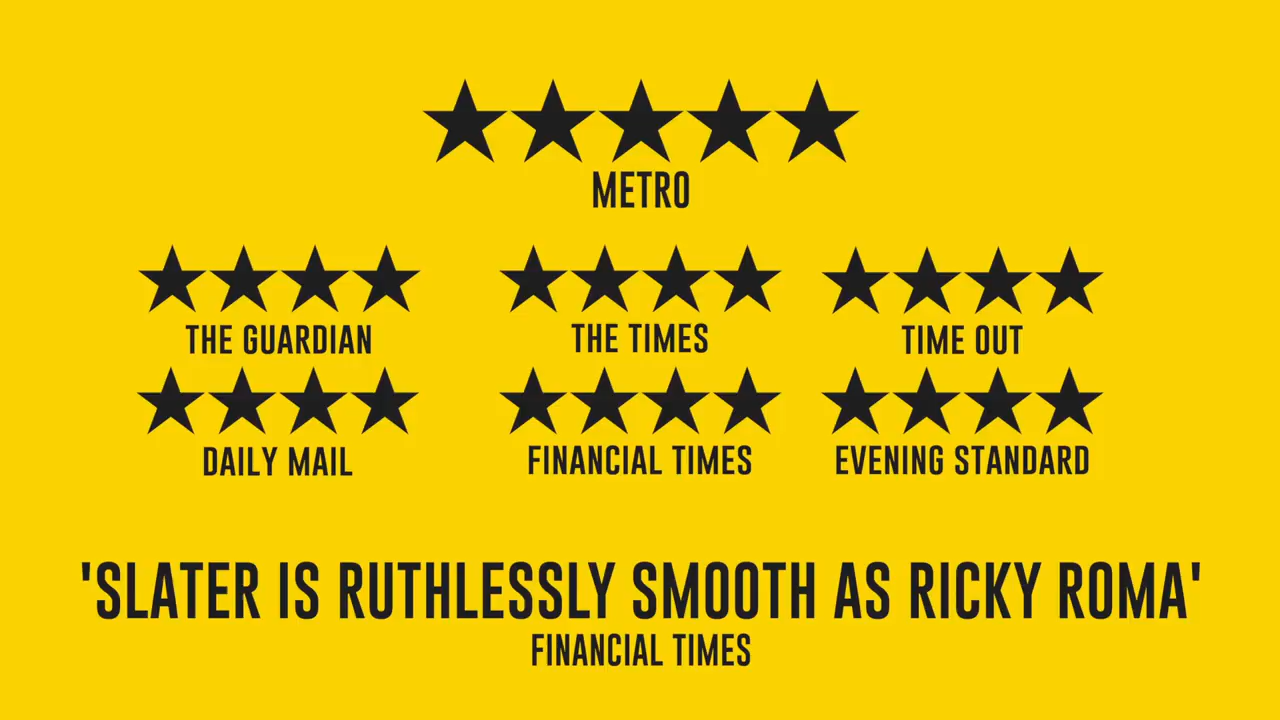 METRO
THE GUARDIAN
THE TIMES
TIME OUT
DAILY MAIL
FINANCIAL TIMES
EVENING STANDARD
'SLATER IS RUTHLESSLY SMOOTH AS RICKY ROMA'
FINANCIAL TIMES